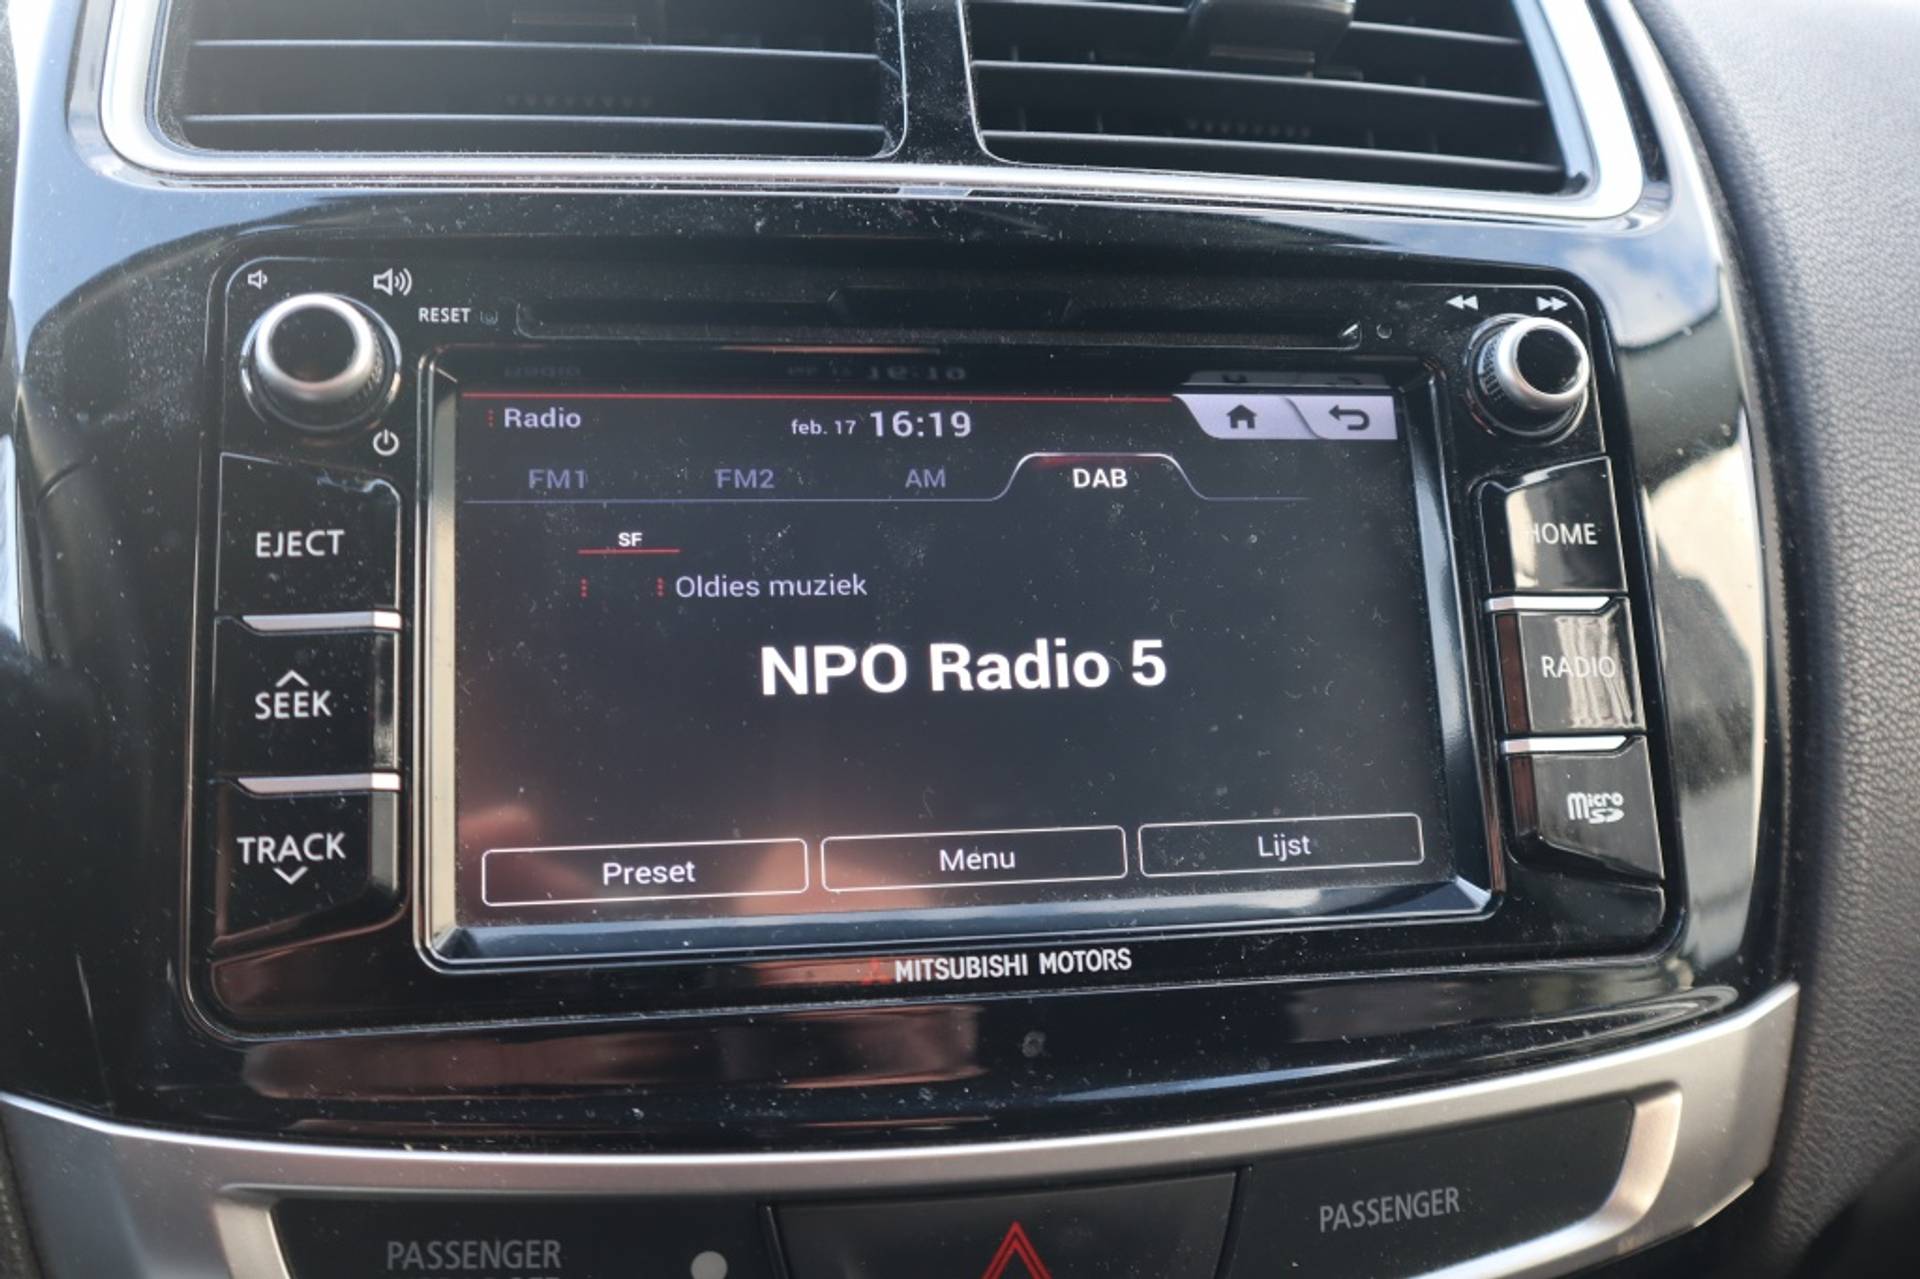 RESET
Radio
feb. 17 16:19
FM1 FM2 AM DAB
SF
Oldies muziek
NPO Radio 5
Preset Menu Lijst
EJECT
SEEK
TRACK
HOME
RADIO
micro SD
MITSUBISHI MOTORS
PASSENGER
PASSENGER